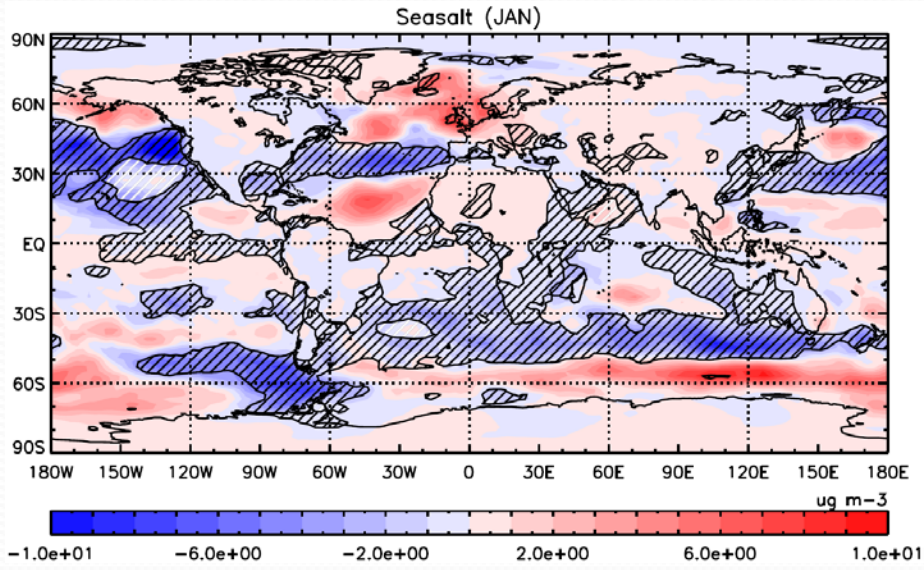 Seasalt (JAN)
90N
60N
30N
EQ
30S
60S
90S
180W 150W 120W 90W 60W 30W 0 30E 60E 90E 120E 150E 180E
ug m-3
-1.0e+01 -6.0e+00 -2.0e+00 2.0e+00 6.0e+00 1.0e+01